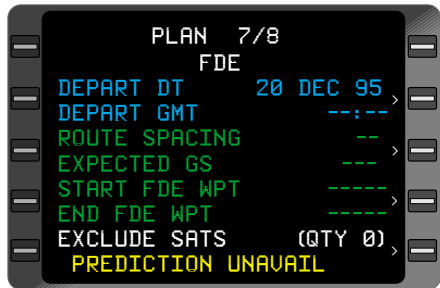 PLAN 7/8
FDE
DEPART DT 20 DEC 95
DEPART GMT --:-- >
ROUTE SPACING --
EXPECTED GS --- >
START FDE WPT -----
END FDE WPT ----- >
EXCLUDE SATS (QTY 0) >
PREDICTION UNAVAIL